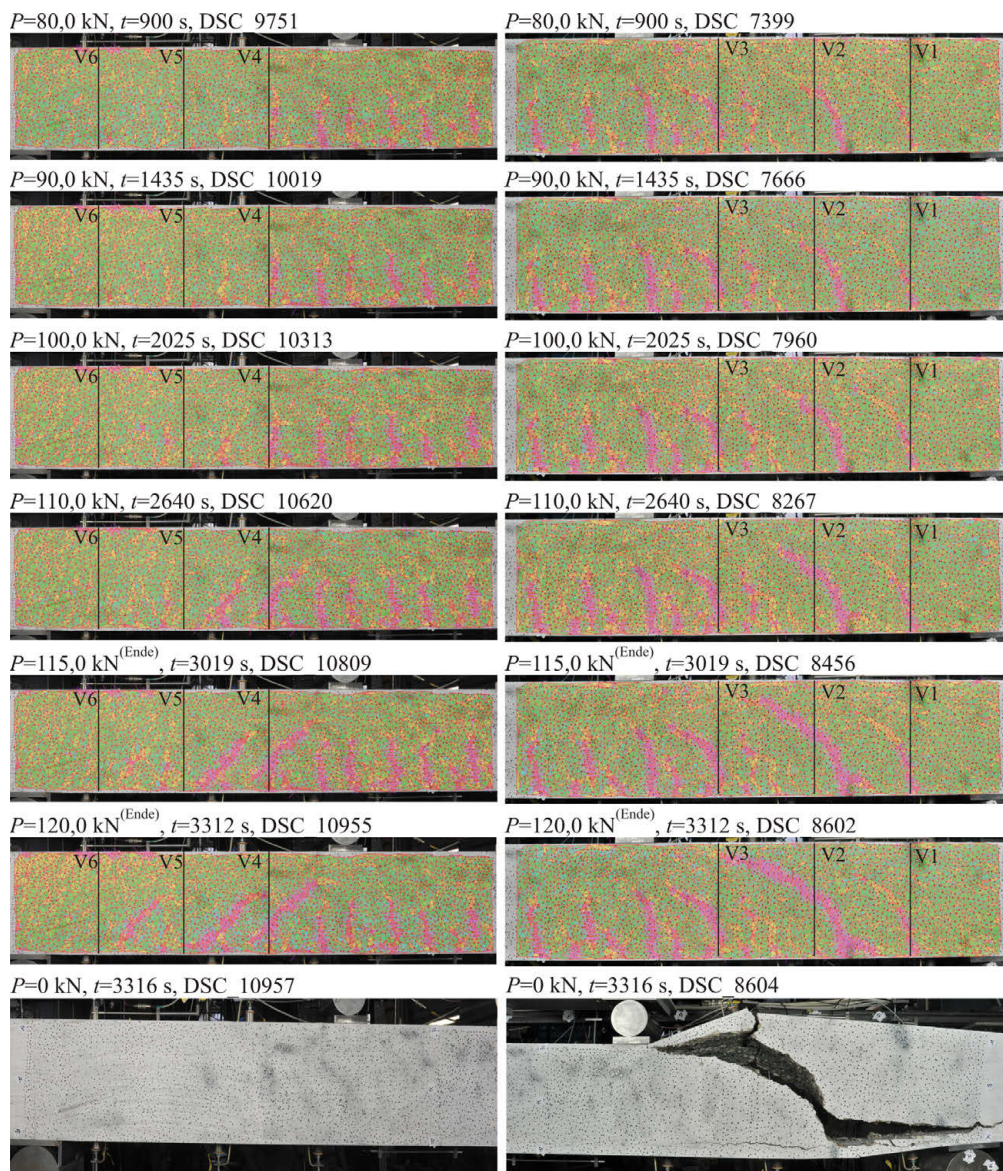 P=80,0 kN, t=900 s, DSC_9751
P=80,0 kN, t=900 s, DSC_7399
V6 V5 V4
V3 V2 V1
P=90,0 kN, t=1435 s, DSC_10019
P=90,0 kN, t=1435 s, DSC_7666
V6 V5 V4
V3 V2 V1
P=100,0 kN, t=2025 s, DSC_10313
P=100,0 kN, t=2025 s, DSC_7960
V6 V5 V4
V3 V2 V1
P=110,0 kN, t=2640 s, DSC_10620
P=110,0 kN, t=2640 s, DSC_8267
V6 V5 V4
V3 V2 V1
P=115,0 kN(Ende), t=3019 s, DSC_10809
P=115,0 kN(Ende), t=3019 s, DSC_8456
V6 V5 V4
V3 V2 V1
P=120,0 kN(Ende), t=3312 s, DSC_10955
P=120,0 kN(Ende), t=3312 s, DSC_8602
V6 V5 V4
V3 V2 V1
P=0 kN, t=3316 s, DSC_10957
P=0 kN, t=3316 s, DSC_8604